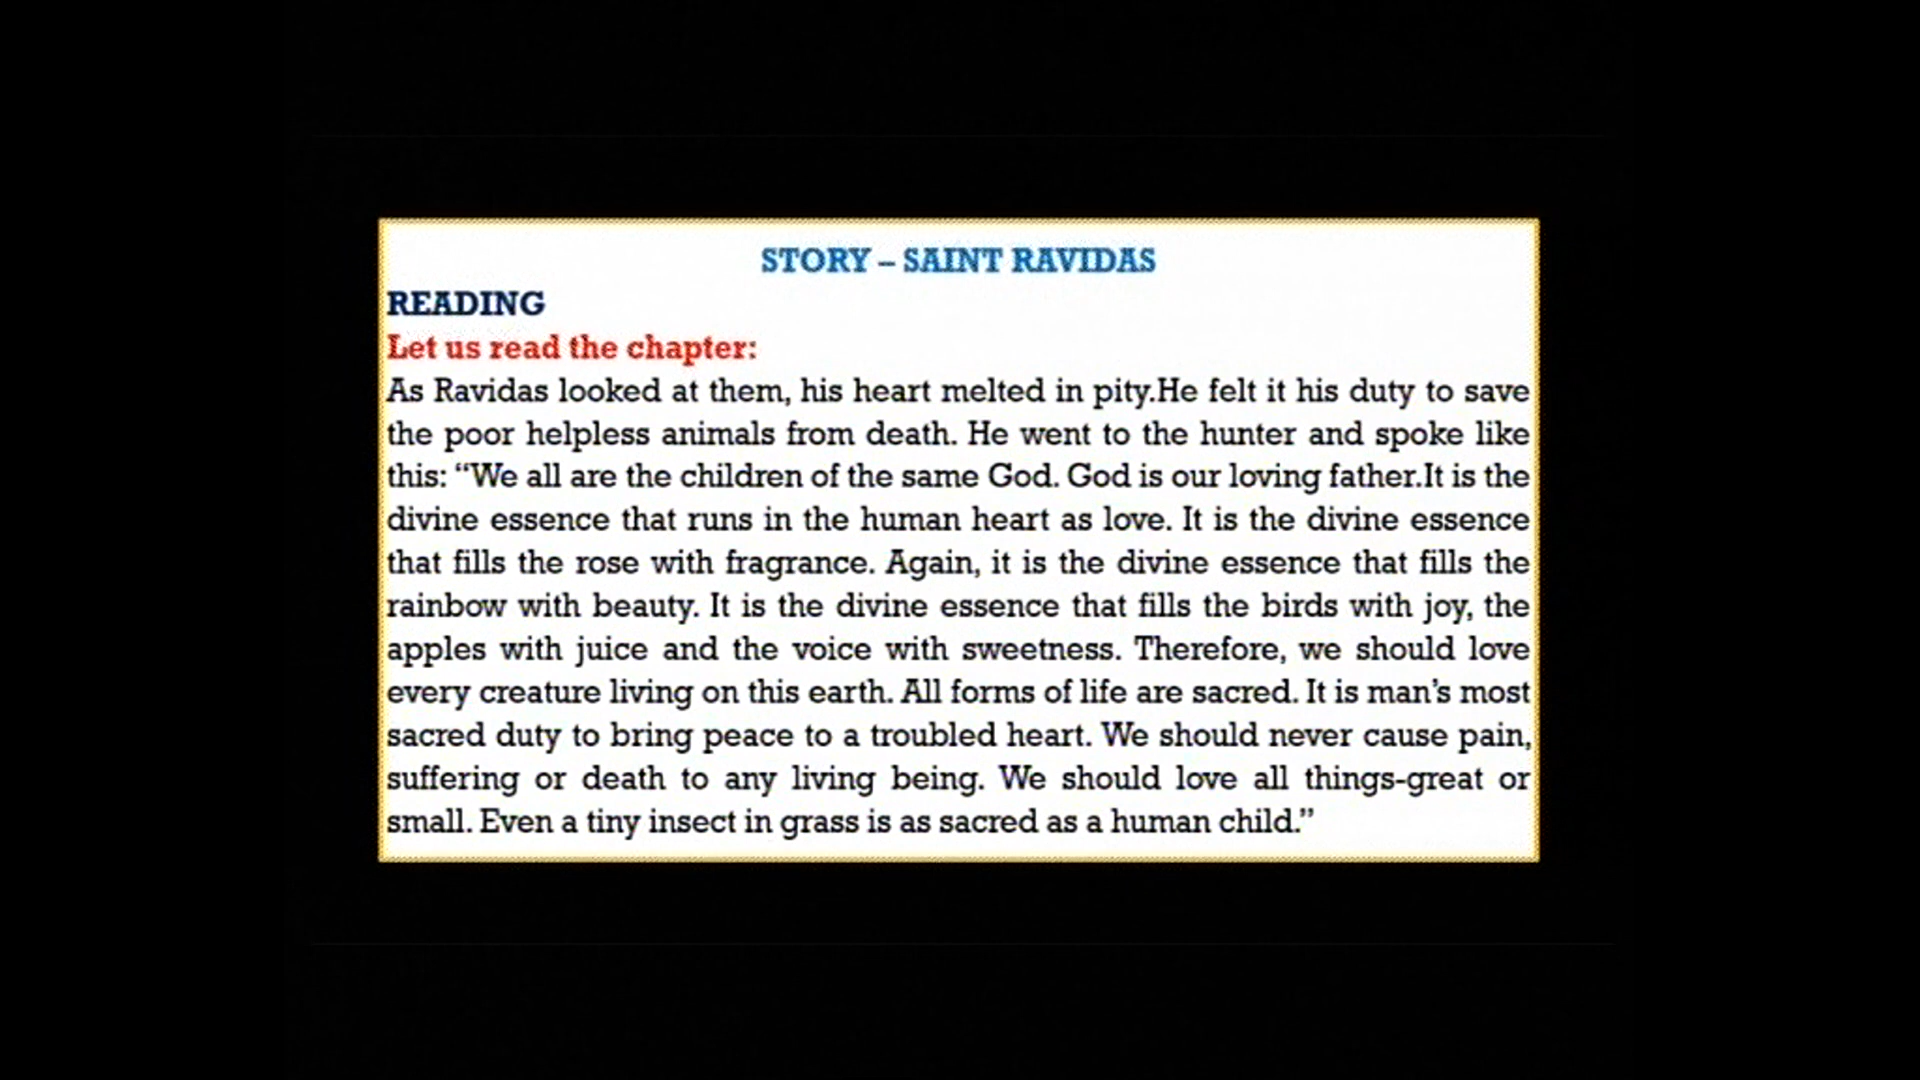 STORY – SAINT RAVIDAS
READING
Let us read the chapter:
As Ravidas looked at them, his heart melted in pity.He felt it his duty to save
the poor helpless animals from death. He went to the hunter and spoke like
this: “We all are the children of the same God. God is our loving father.It is the
divine essence that runs in the human heart as love. It is the divine essence
that fills the rose with fragrance. Again, it is the divine essence that fills the
rainbow with beauty. It is the divine essence that fills the birds with joy, the
apples with juice and the voice with sweetness. Therefore, we should love
every creature living on this earth. All forms of life are sacred. It is man’s most
sacred duty to bring peace to a troubled heart. We should never cause pain,
suffering or death to any living being. We should love all things-great or
small. Even a tiny insect in grass is as sacred as a human child.”